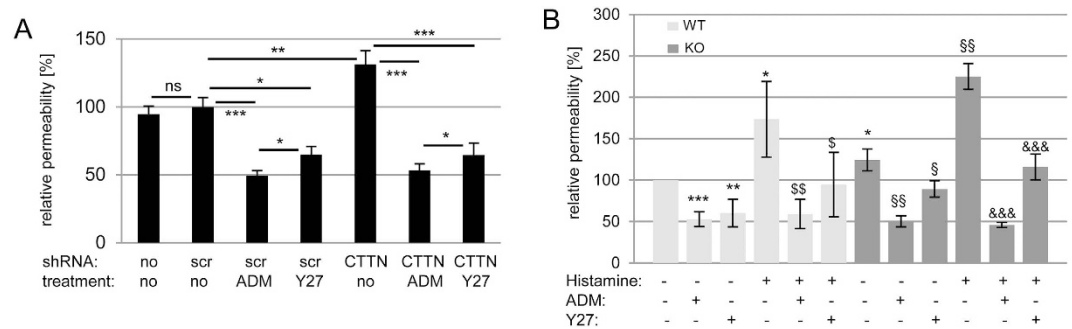 A
relative permeability [%]
150
100
50
0
ns
**
*
***
*
***
***
*
shRNA: no scr scr scr CTTN CTTN CTTN
treatment: no no ADM Y27 no ADM Y27
B
relative permeability [%]
300
250
200
150
100
50
0
WT
KO
***
**
*
$$
$
*
§§
§
§§
&&&
&&&
Histamine: - - - + + + - - - + + +
ADM: - + - - + - - + - - + -
Y27: - - + - - + - - + - - +